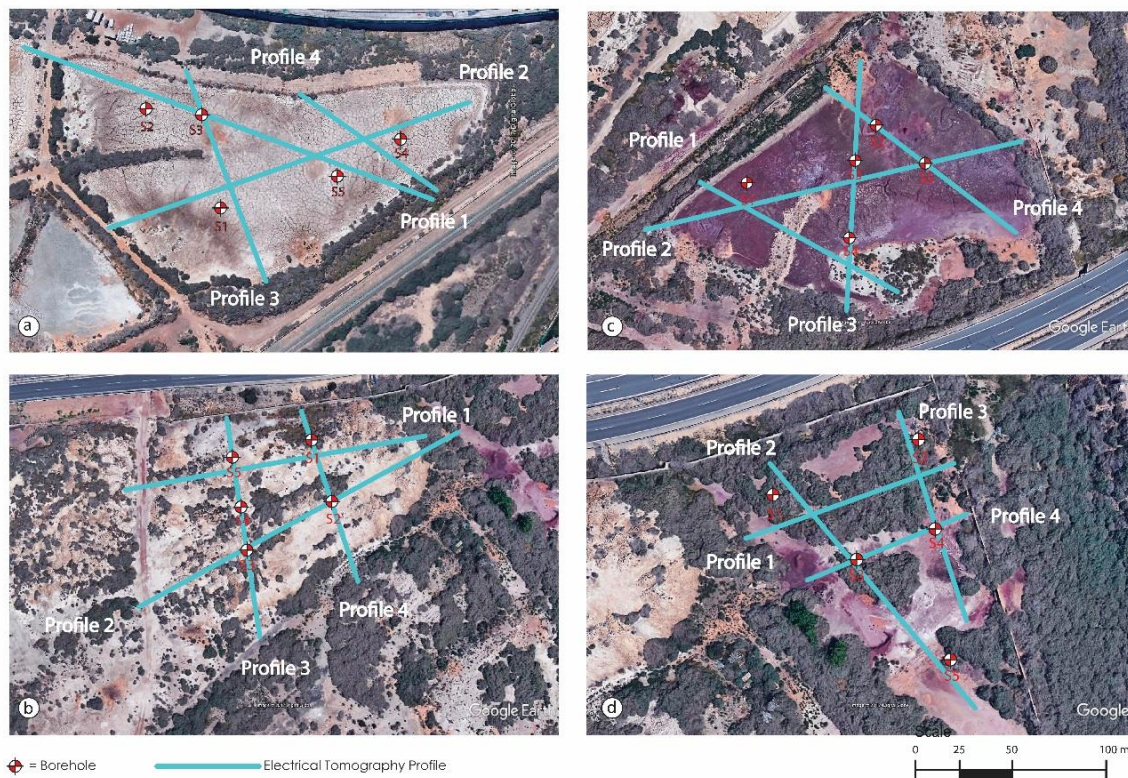 Profile 4
Profile 2
S2
S3
S4
S5
S1
Profile 1
Profile 3
a
Profile 1
Profile 4
Profile 2
Profile 3
c
Google Earth
Profile 1
S5
S2
Profile 2
Profile 4
Profile 3
b
Google Earth
Profile 3
Profile 2
Profile 4
Profile 1
S5
d
= Borehole
Electrical Tomography Profile
Scale
0 25 50 100 m